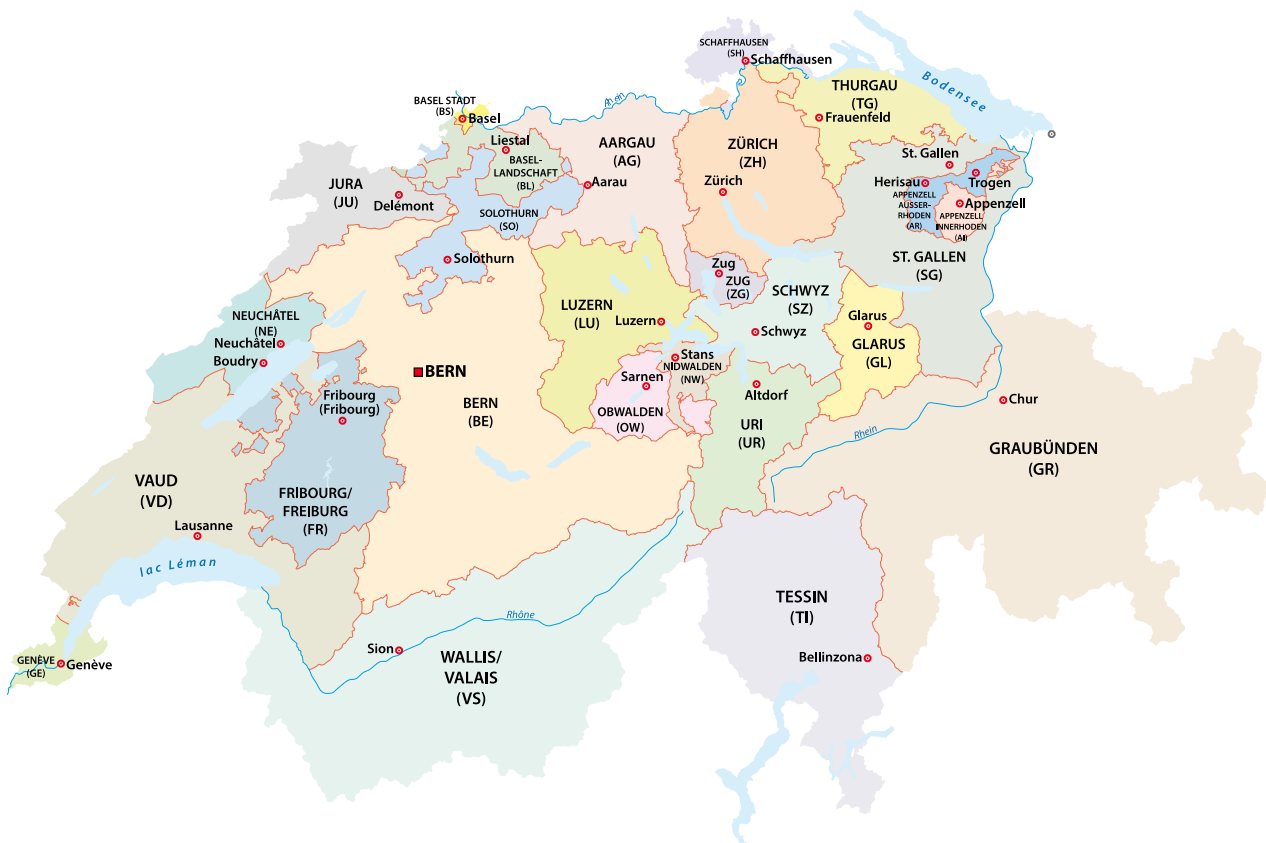 SCHAFFHAUSEN
(SH)
Schaffhausen
Bodensee
THURGAU
(TG)
Frauenfeld
BASEL STADT
(BS)
Basel
Rhein
Liestal
BASEL-
LANDSCHAFT
(BL)
AARGAU
(AG)
Aarau
ZÜRICH
(ZH)
Zürich
St. Gallen
Herisau
Trogen
APPENZELL
AUSSER-
RHODEN
(AR)
Appenzell
APPENZELL
INNERHODEN
(AI)
ST. GALLEN
(SG)
JURA
(JU)
Delémont
SOLOTHURN
(SO)
Solothurn
Zug
ZUG
(ZG)
SCHWYZ
(SZ)
Schwyz
LUZERN
(LU)
Luzern
Glarus
GLARUS
(GL)
NEUCHÂTEL
(NE)
Neuchâtel
Boudry
Stans
NIDWALDEN
(NW)
Sarnen
OBWALDEN
(OW)
Altdorf
URI
(UR)
BERN
BERN
(BE)
Fribourg
(Fribourg)
FRIBOURG/
FREIBURG
(FR)
Chur
Rhein
GRAUBÜNDEN
(GR)
VAUD
(VD)
Lausanne
lac Léman
GENÈVE
(GE)
Genève
Rhône
Sion
WALLIS/
VALAIS
(VS)
TESSIN
(TI)
Bellinzona